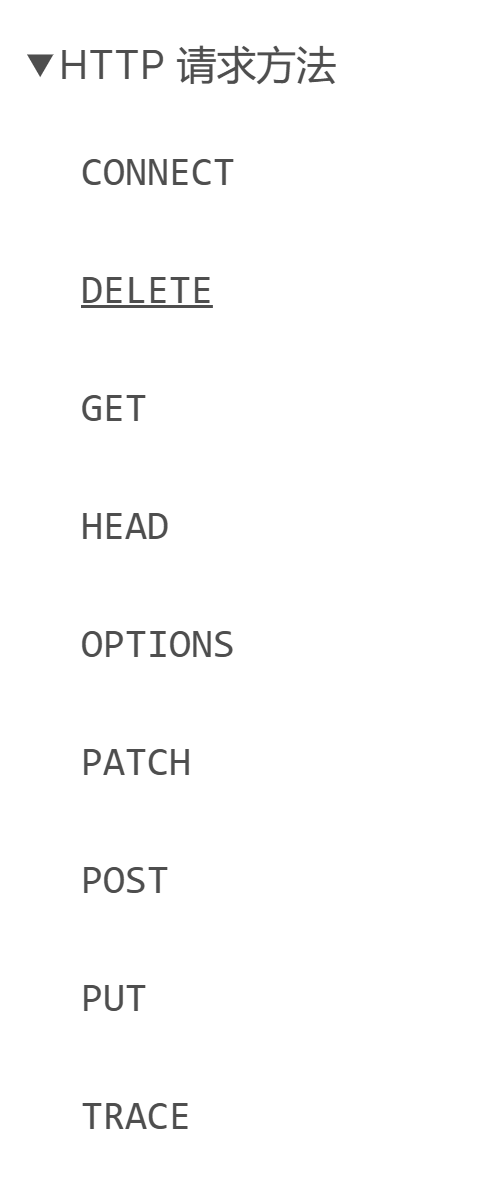 ▼HTTP 请求方法
CONNECT
DELETE
GET
HEAD
OPTIONS
PATCH
POST
PUT
TRACE